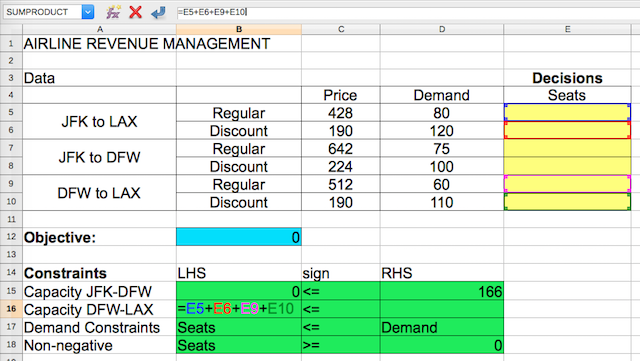 SUMPRODUCT =E5+E6+E9+E10
A B C D E
1 AIRLINE REVENUE MANAGEMENT
2
3 Data Decisions
4 Price Demand Seats
5 JFK to LAX Regular 428 80
6 Discount 190 120
7 JFK to DFW Regular 642 75
8 Discount 224 100
9 DFW to LAX Regular 512 60
10 Discount 190 110
11
12 Objective: 0
13
14 Constraints LHS sign RHS
15 Capacity JFK-DFW 0 <= 166
16 Capacity DFW-LAX =E5+E6+E9+E10 <=
17 Demand Constraints Seats <= Demand
18 Non-negative Seats >= 0